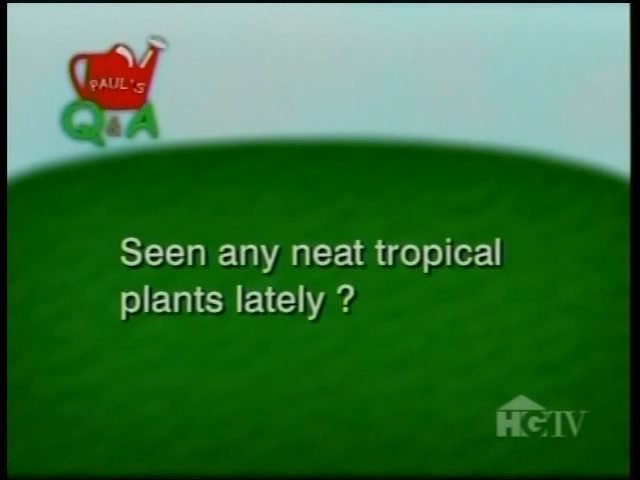 PAUL'S
Q & A
Seen any neat tropical
plants lately ?
HGTV